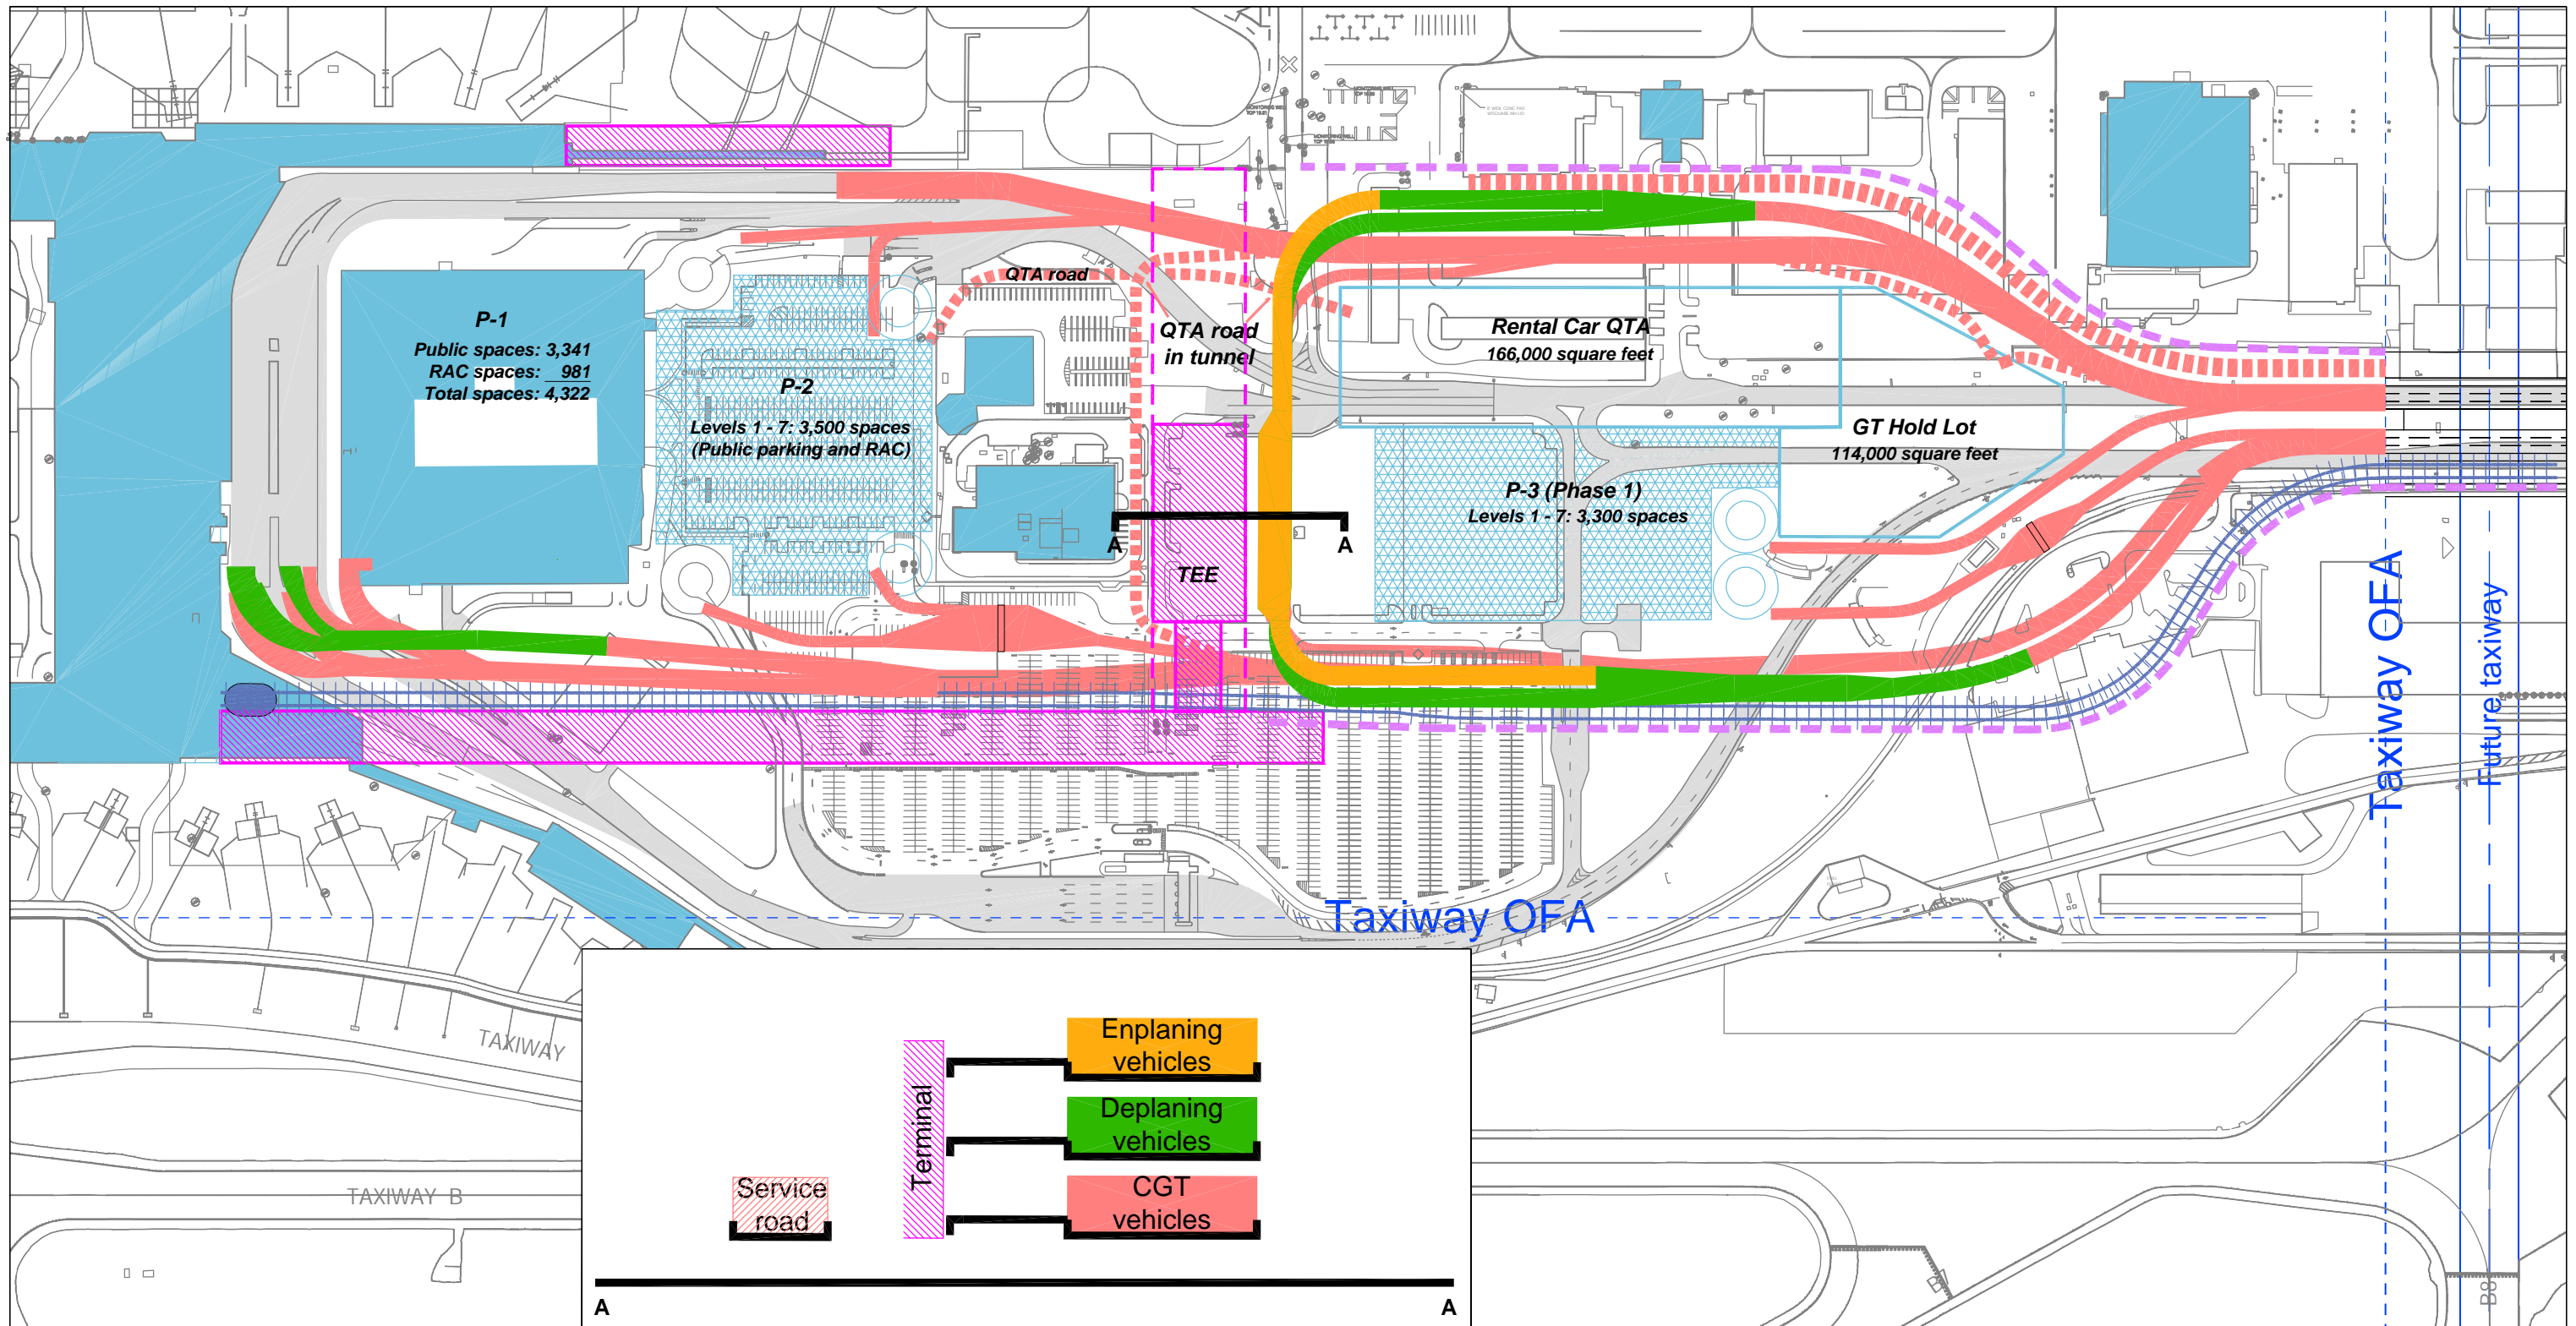 QTA road
P-1
Public spaces: 3,341
RAC spaces: 981
Total spaces: 4,322
P-2
Levels 1 - 7: 3,500 spaces
(Public parking and RAC)
QTA road
in tunnel
Rental Car QTA
166,000 square feet
GT Hold Lot
114,000 square feet
P-3 (Phase 1)
Levels 1 - 7: 3,300 spaces
A
A
TEE
Taxiway OFA
Future taxiway
Taxiway OFA
TAXIWAY
TAXIWAY B
B8
Enplaning
vehicles
Deplaning
vehicles
CGT
vehicles
Terminal
Service
road
A
A